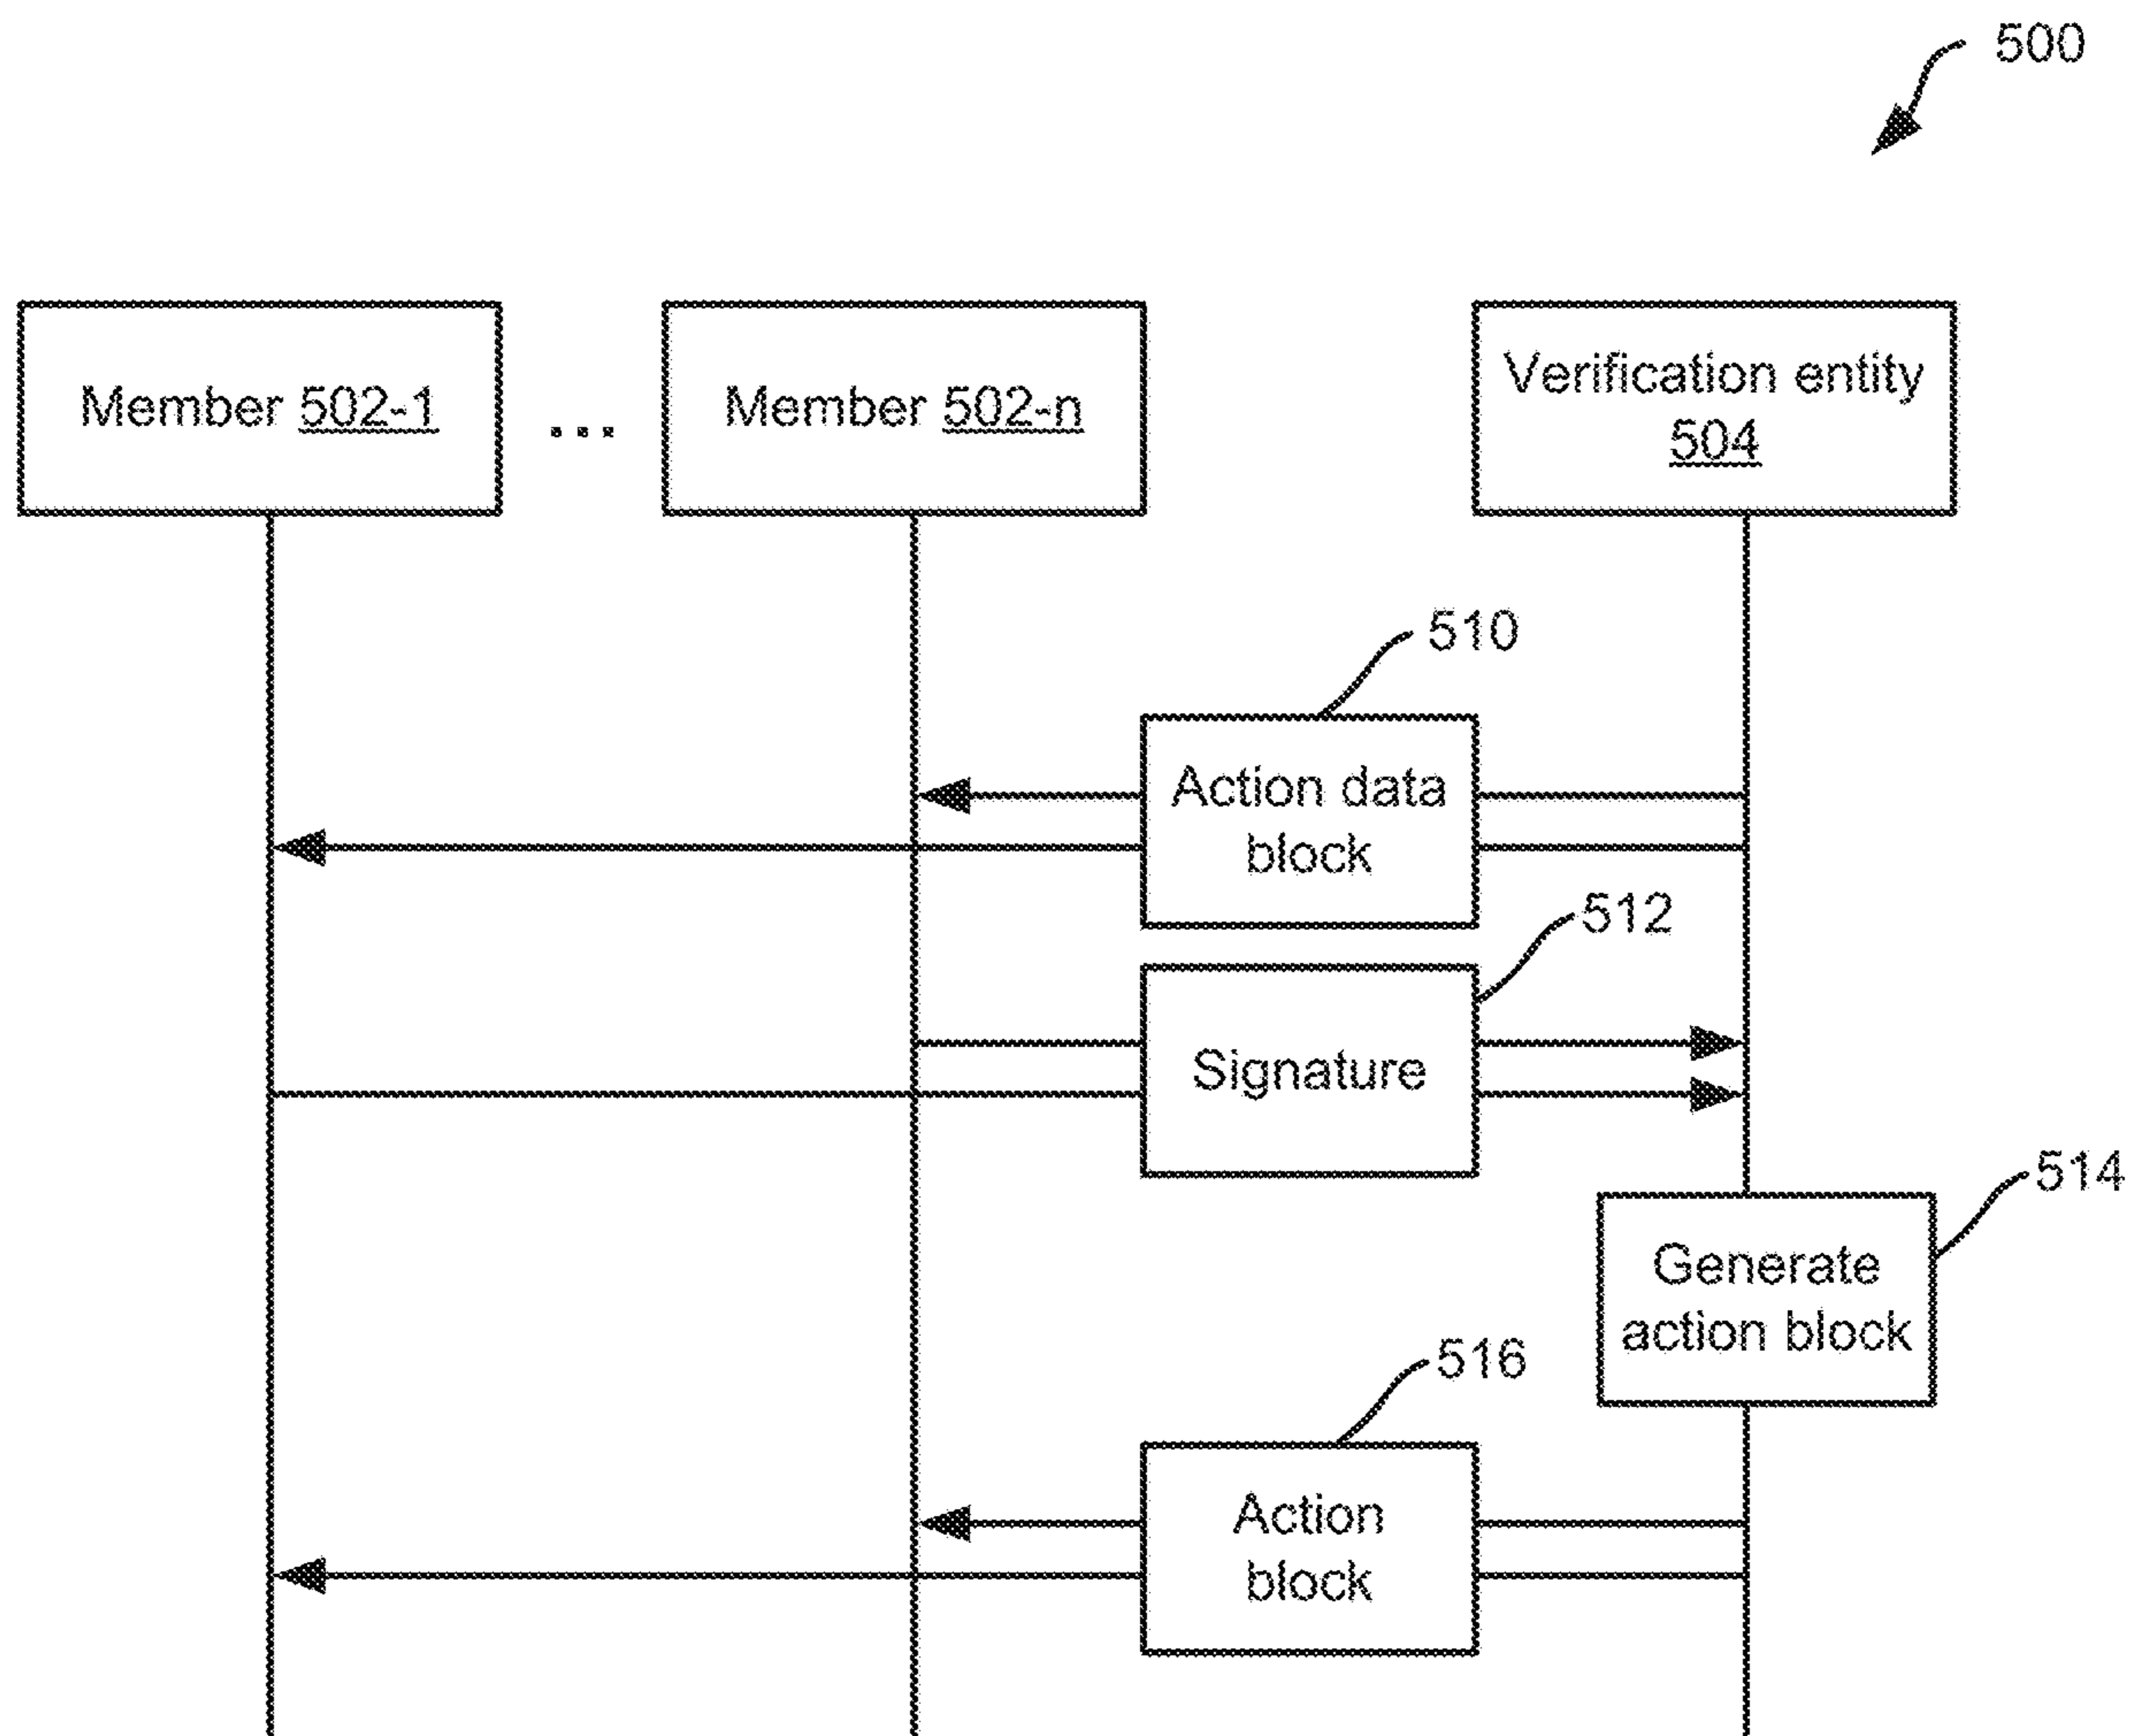 500
Member 502-1
...
Member 502-n
Verification entity
504
510
Action data
block
512
Signature
514
Generate
action block
516
Action
block